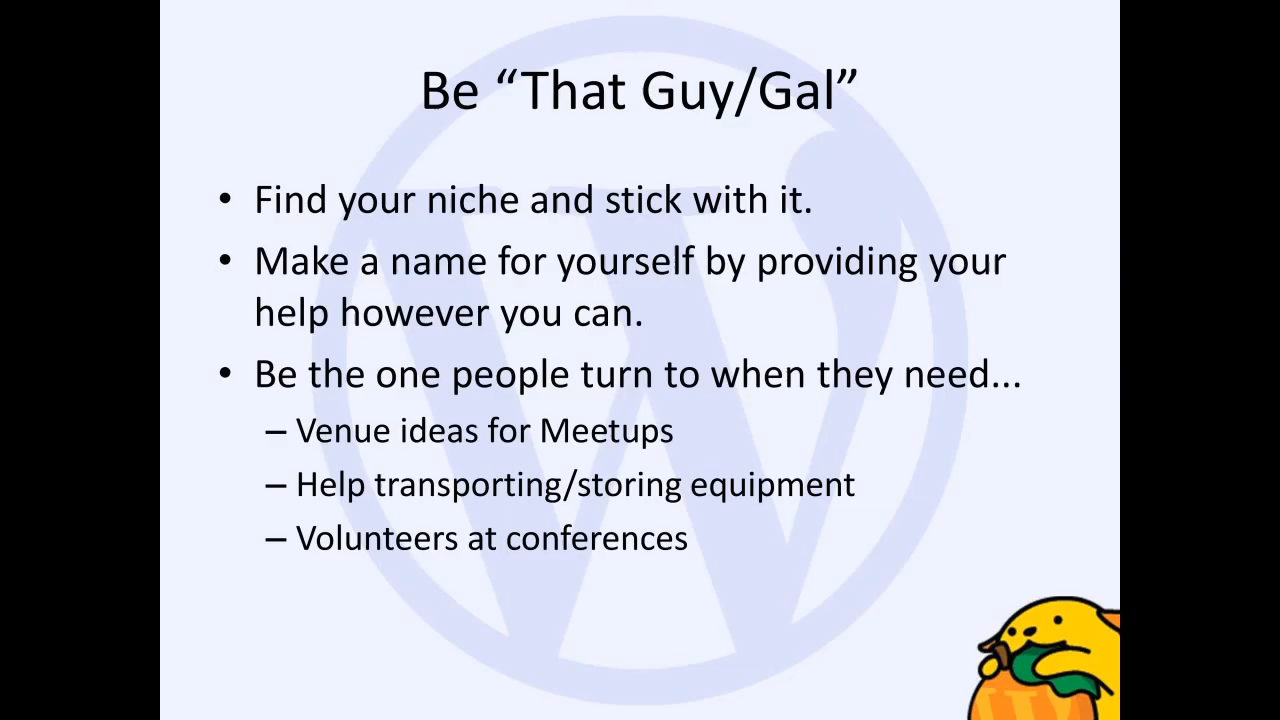 Be “That Guy/Gal”
• Find your niche and stick with it.
• Make a name for yourself by providing your
help however you can.
• Be the one people turn to when they need...
– Venue ideas for Meetups
– Help transporting/storing equipment
– Volunteers at conferences